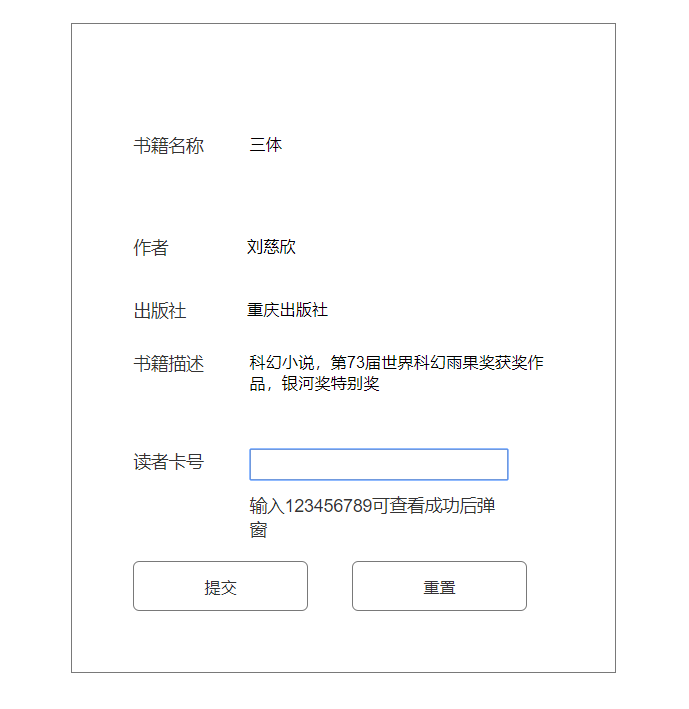 书籍名称 三体
作者 刘慈欣
出版社 重庆出版社
书籍描述 科幻小说，第73届世界科幻雨果奖获奖作
品，银河奖特别奖
读者卡号
输入123456789可查看成功后弹
窗
提交 重置